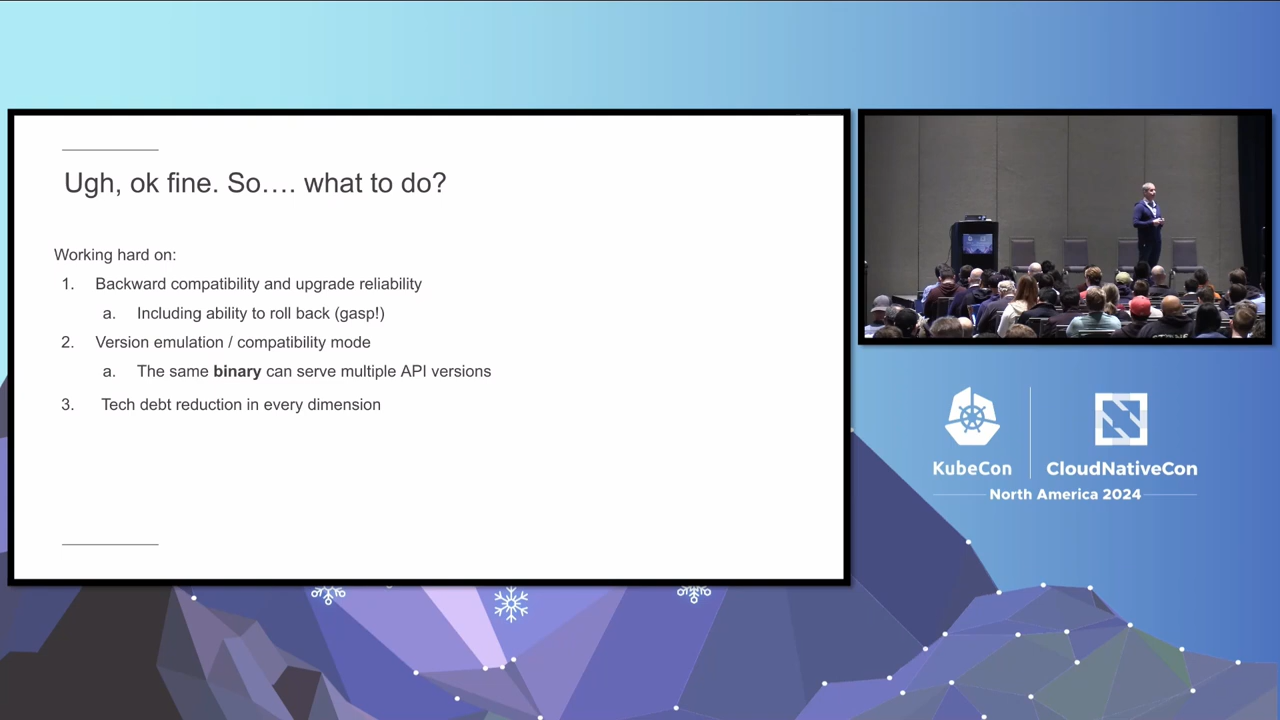 Ugh, ok fine. So…. what to do?
Working hard on:
1. Backward compatibility and upgrade reliability
a. Including ability to roll back (gasp!)
2. Version emulation / compatibility mode
a. The same binary can serve multiple API versions
3. Tech debt reduction in every dimension
KubeCon
CloudNativeCon
North America 2024